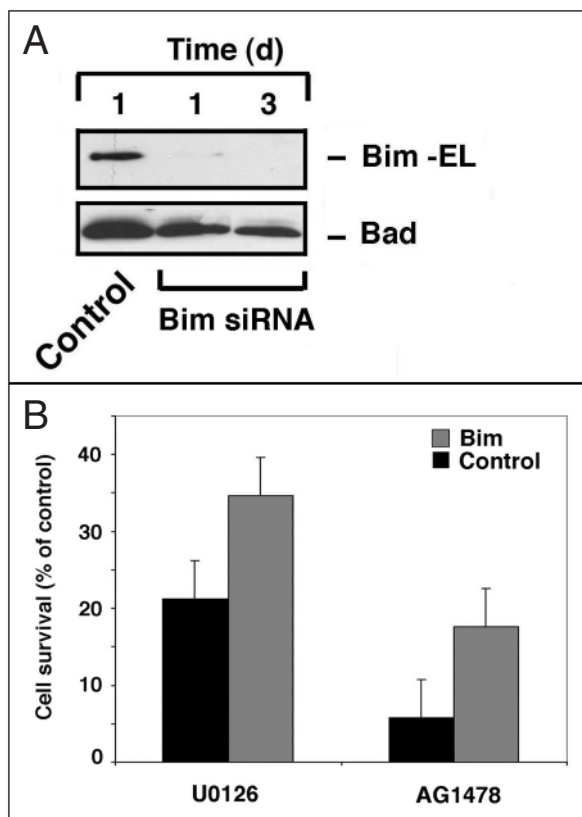 A
Time (d)
1 1 3
– Bim -EL
– Bad
Control
Bim siRNA
B
Cell survival (% of control)
40
30
20
10
0
Bim
Control
U0126 AG1478